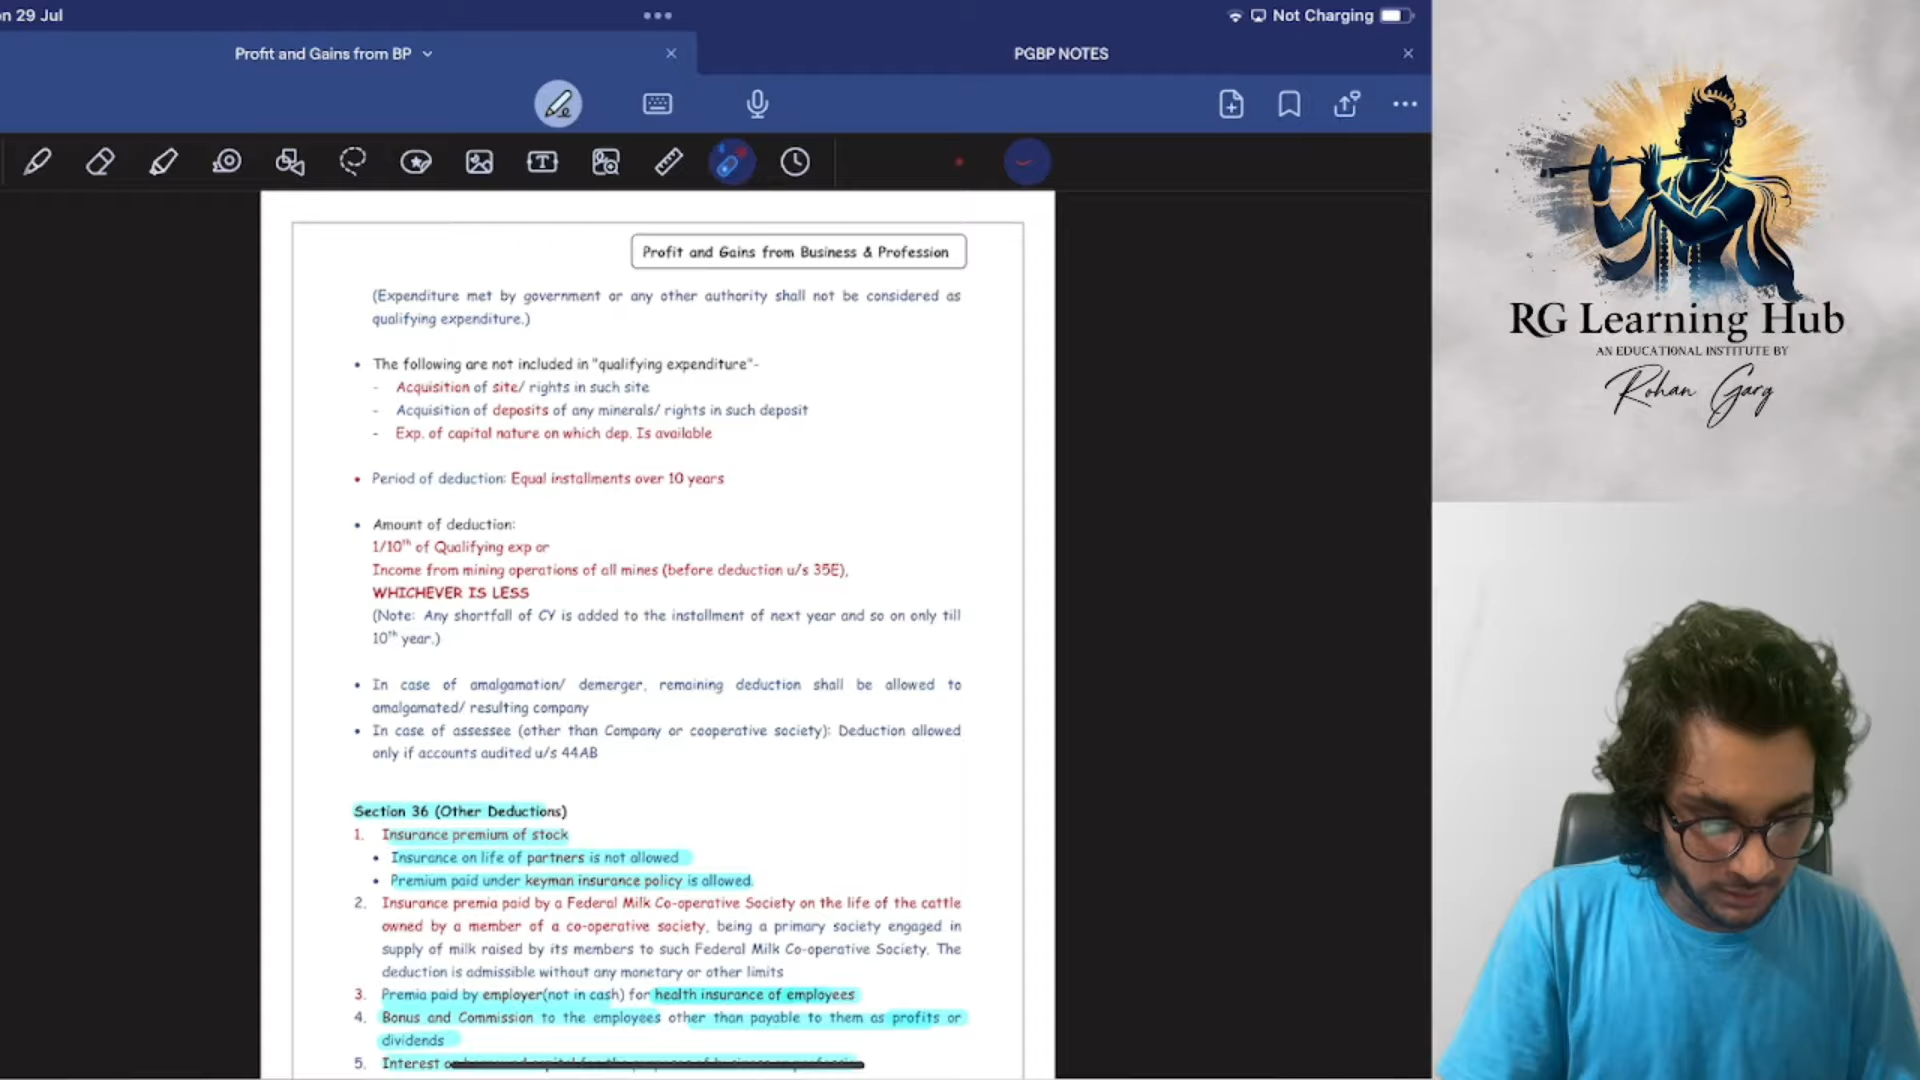 n 29 Jul
Not Charging
Profit and Gains from BP
PGBP NOTES
Profit and Gains from Business & Profession
(Expenditure met by government or any other authority shall not be considered as
qualifying expenditure.)
• The following are not included in "qualifying expenditure"-
- Acquisition of site/ rights in such site
- Acquisition of deposits of any minerals/ rights in such deposit
- Exp. of capital nature on which dep. Is available
• Period of deduction: Equal installments over 10 years
• Amount of deduction:
1/10th of Qualifying exp or
Income from mining operations of all mines (before deduction u/s 35E),
WHICHEVER IS LESS
(Note: Any shortfall of CY is added to the installment of next year and so on only till
10th year.)
• In case of amalgamation/ demerger, remaining deduction shall be allowed to
amalgamated/ resulting company
• In case of assessee (other than Company or cooperative society): Deduction allowed
only if accounts audited u/s 44AB
Section 36 (Other Deductions)
1. Insurance premium of stock
• Insurance on life of partners is not allowed
• Premium paid under keyman insurance policy is allowed.
2. Insurance premia paid by a Federal Milk Co-operative Society on the life of the cattle
owned by a member of a co-operative society, being a primary society engaged in
supply of milk raised by its members to such Federal Milk Co-operative Society. The
deduction is admissible without any monetary or other limits
3. Premia paid by employer(not in cash) for health insurance of employees
4. Bonus and Commission to the employees other than payable to them as profits or
dividends
5. Interest
RG Learning Hub
AN EDUCATIONAL INSTITUTE BY
Rohan Garg